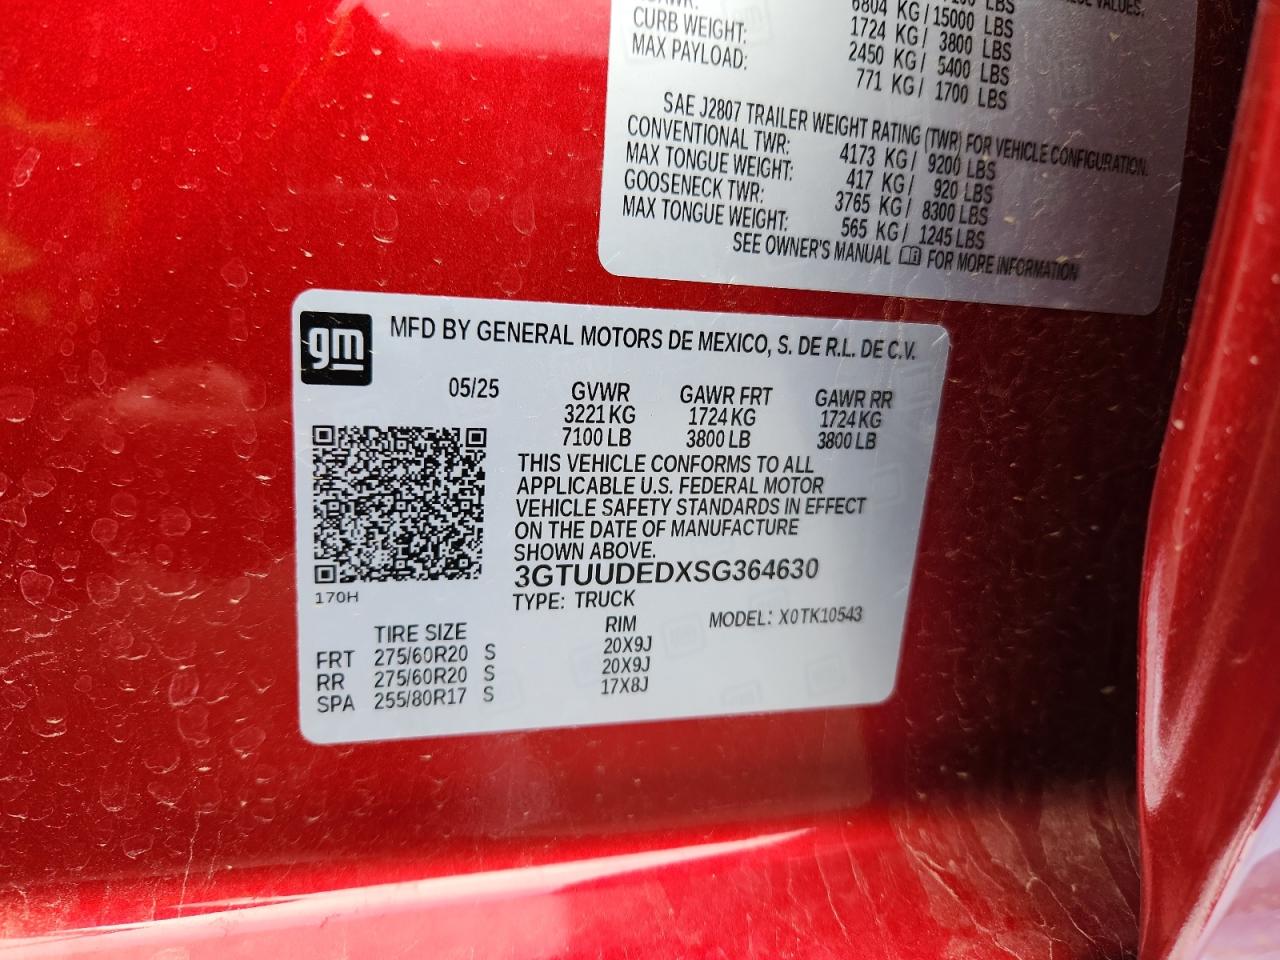 LBS
6804 KG/15000 LBS
CURB WEIGHT: 1724 KG/ 3800 LBS
MAX PAYLOAD: 2450 KG/ 5400 LBS
771 KG/ 1700 LBS
SAE J2807 TRAILER WEIGHT RATING (TWR) FOR VEHICLE CONFIGURATION.
CONVENTIONAL TWR: 4173 KG/ 9200 LBS
MAX TONGUE WEIGHT: 417 KG/ 920 LBS
GOOSENECK TWR: 3765 KG/ 8300 LBS
MAX TONGUE WEIGHT: 565 KG/ 1245 LBS
SEE OWNER'S MANUAL FOR MORE INFORMATION
gm
MFD BY GENERAL MOTORS DE MEXICO, S. DE R.L. DE C.V.
05/25 GVWR GAWR FRT GAWR RR
3221 KG 1724 KG 1724 KG
7100 LB 3800 LB 3800 LB
THIS VEHICLE CONFORMS TO ALL
APPLICABLE U.S. FEDERAL MOTOR
VEHICLE SAFETY STANDARDS IN EFFECT
ON THE DATE OF MANUFACTURE
SHOWN ABOVE.
3GTUUDEDXSG364630
170H
TYPE: TRUCK MODEL: X0TK10543
TIRE SIZE RIM
FRT 275/60R20 S 20X9J
RR 275/60R20 S 20X9J
SPA 255/80R17 S 17X8J